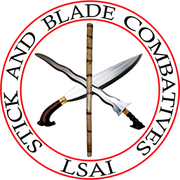 STICK AND BLADE COMBATIVES
LSAI